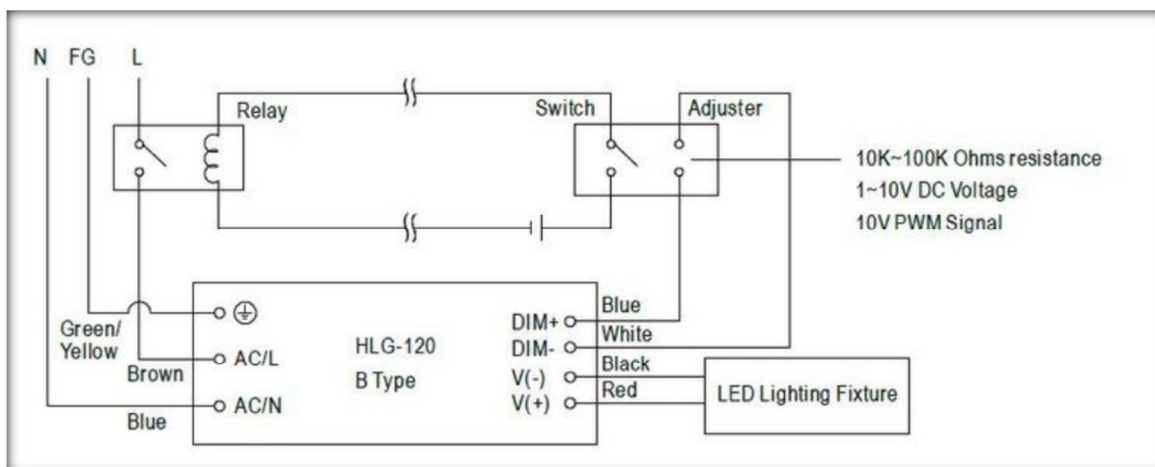 N FG L
Relay
Switch
Adjuster
10K~100K Ohms resistance
1~10V DC Voltage
10V PWM Signal
Green/
Yellow
Brown
Blue
AC/L
AC/N
HLG-120
B Type
DIM+
DIM-
V(-)
V(+)
Blue
White
Black
Red
LED Lighting Fixture